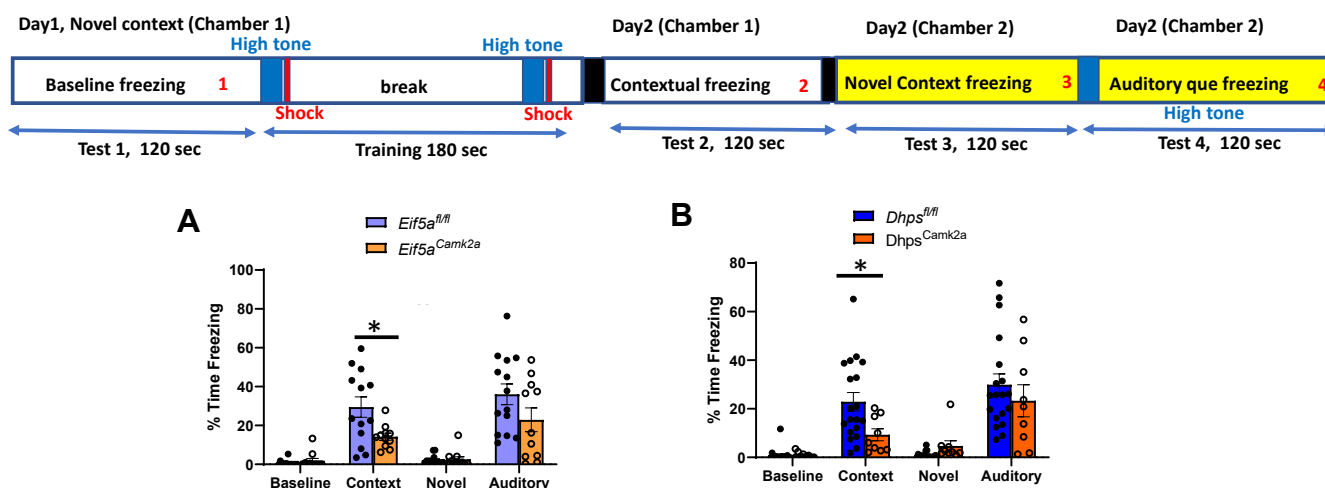 Day1, Novel context (Chamber 1)
Day2 (Chamber 1)
Day2 (Chamber 2)
Day2 (Chamber 2)
High tone
High tone
Baseline freezing 1
break
Contextual freezing 2
Novel Context freezing 3
Auditory que freezing 4
Shock
Shock
High tone
Test 1, 120 sec
Training 180 sec
Test 2, 120 sec
Test 3, 120 sec
Test 4, 120 sec
A
Eif5afl/fl
Eif5aCamk2a
% Time Freezing
100
80
60
40
20
0
*
Baseline
Context
Novel
Auditory
B
Dhpsfl/fl
DhpsCamk2a
% Time Freezing
80
60
40
20
0
*
Baseline
Context
Novel
Auditory